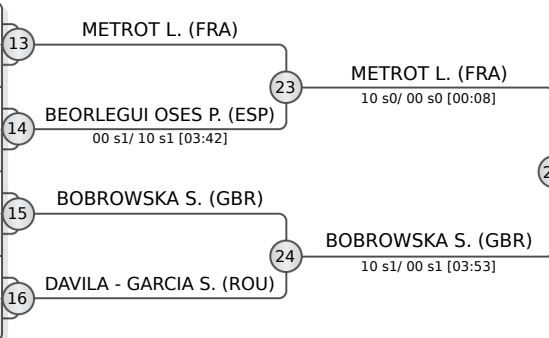 METROT L. (FRA)
13
23
METROT L. (FRA)
10 s0/ 00 s0 [00:08]
BEORLEGUI OSES P. (ESP)
14
00 s1/ 10 s1 [03:42]
BOBROWSKA S. (GBR)
15
24
BOBROWSKA S. (GBR)
10 s1/ 00 s1 [03:53]
DAVILA - GARCIA S. (ROU)
16